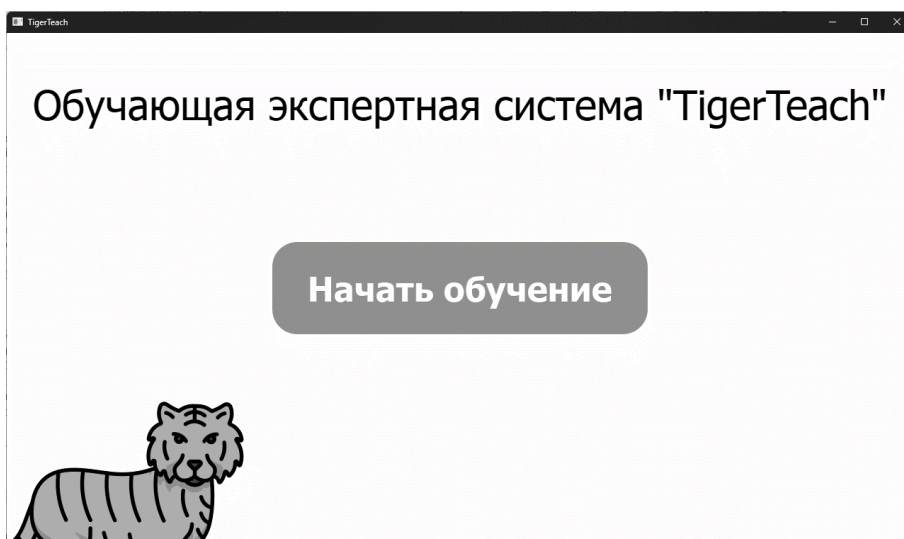 TigerTeach
Обучающая экспертная система "TigerTeach"
Начать обучение